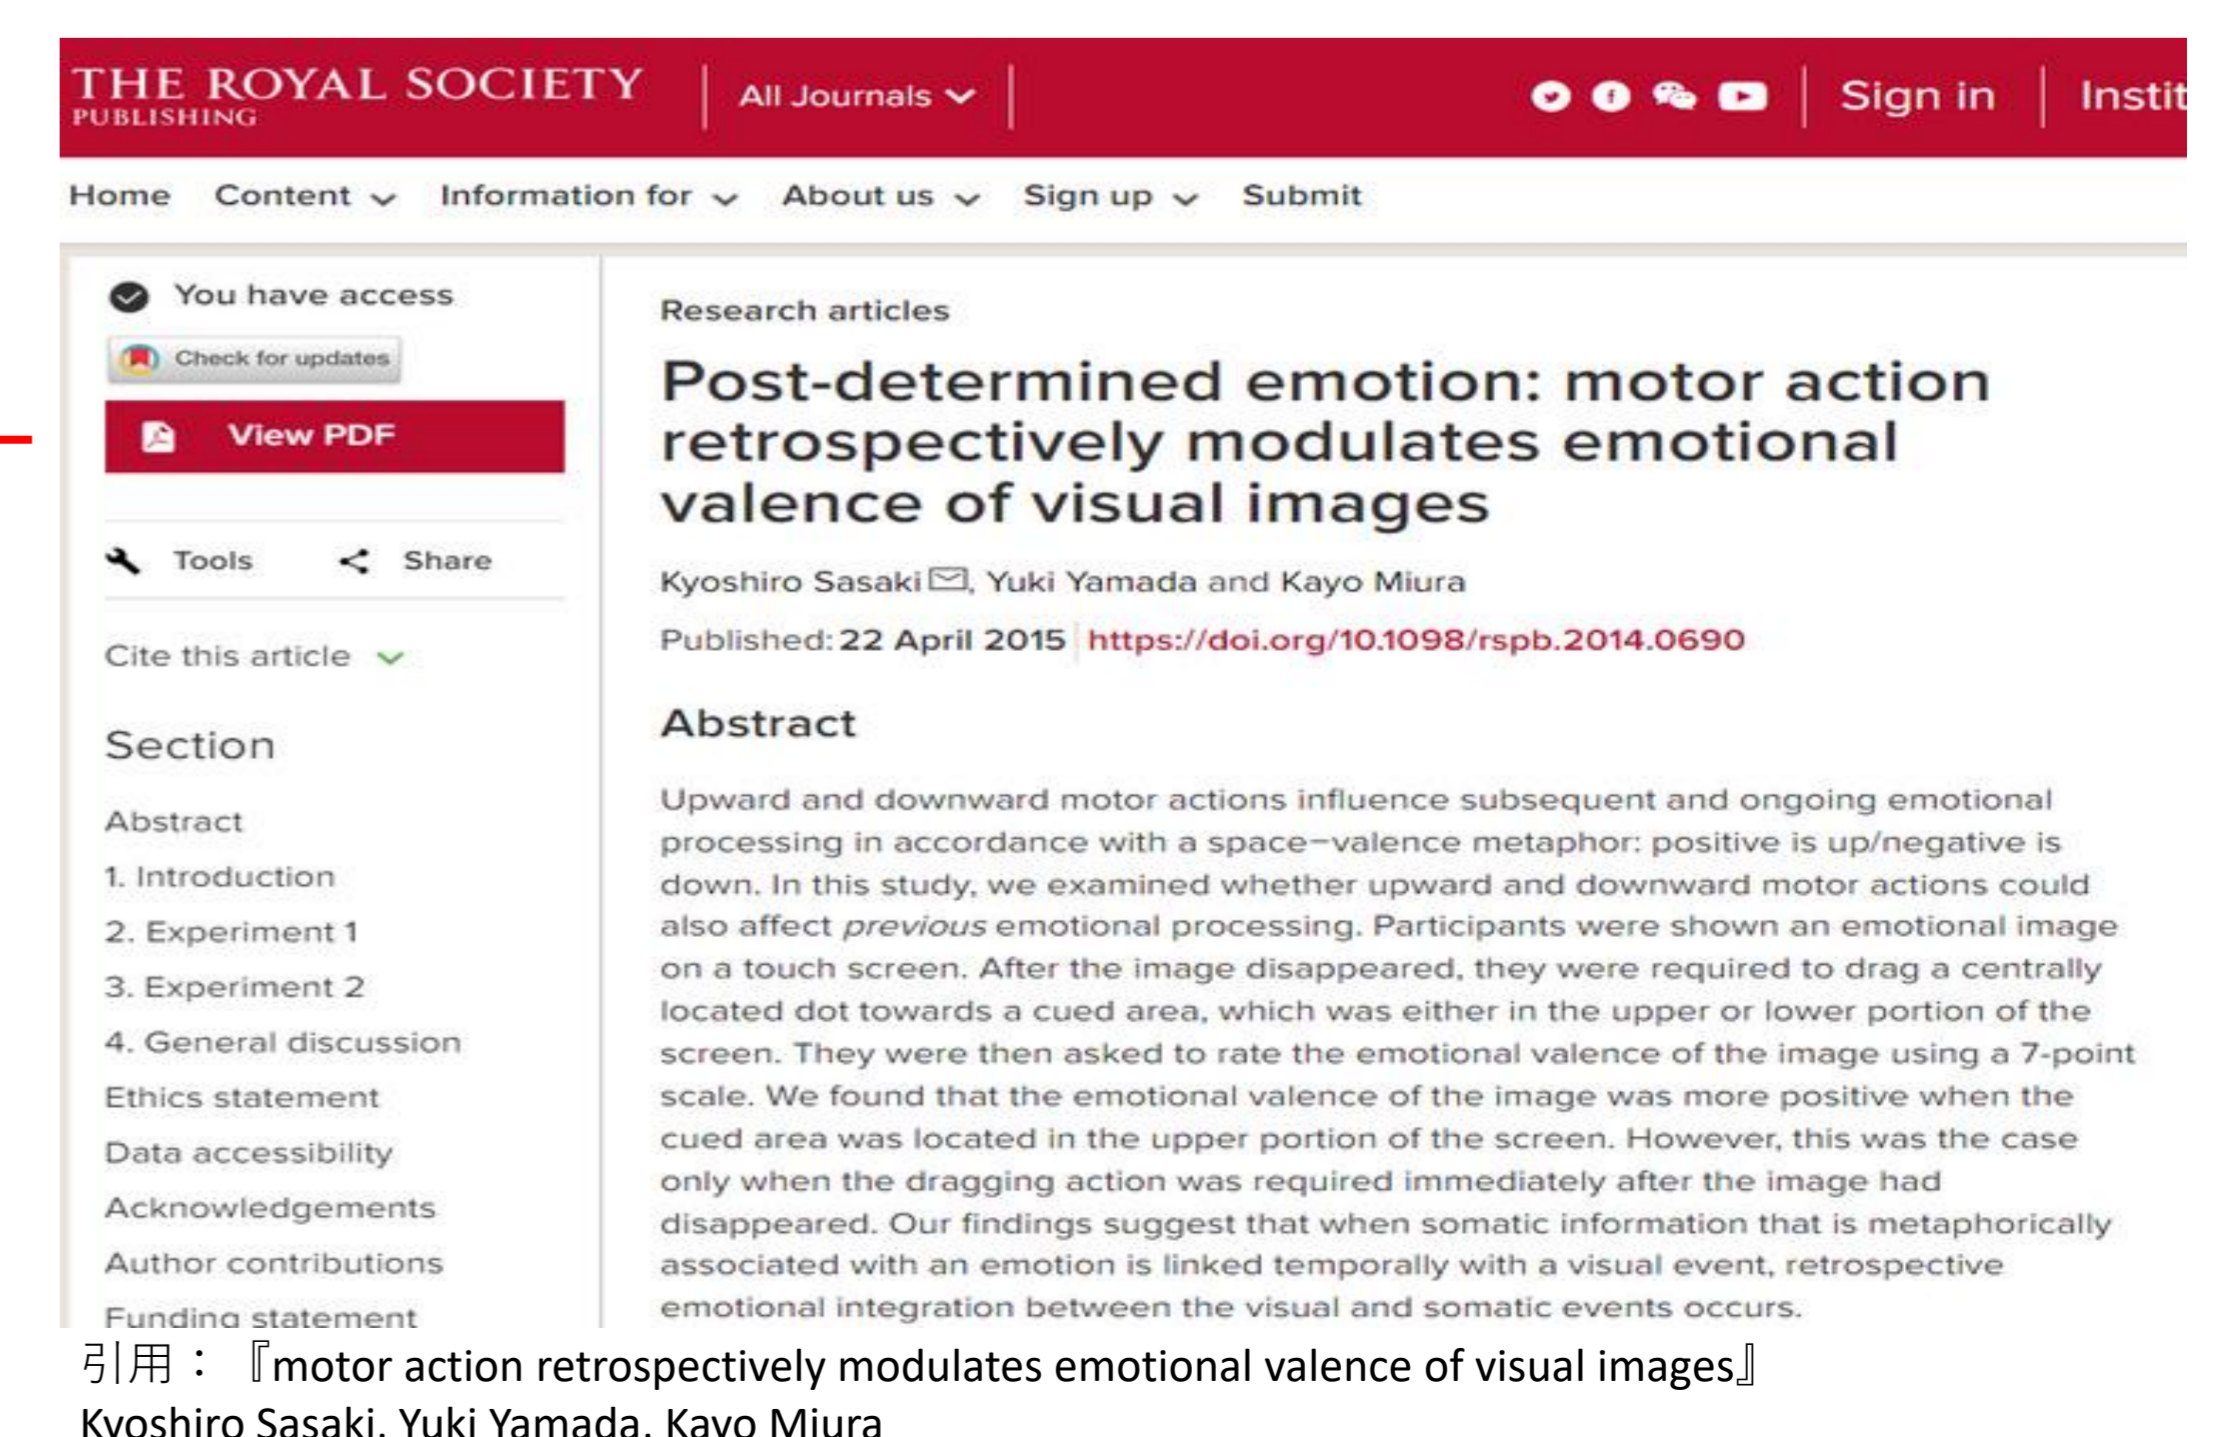 THE ROYAL SOCIETY
PUBLISHING
All Journals
Sign in
Instit
Home Content Information for About us Sign up Submit
You have access
Check for updates
View PDF
Tools Share
Cite this article
Section
Abstract
1. Introduction
2. Experiment 1
3. Experiment 2
4. General discussion
Ethics statement
Data accessibility
Acknowledgements
Author contributions
Funding statement
Research articles
Post-determined emotion: motor action
retrospectively modulates emotional
valence of visual images
Kyoshiro Sasaki, Yuki Yamada and Kayo Miura
Published: 22 April 2015 https://doi.org/10.1098/rspb.2014.0690
Abstract
Upward and downward motor actions influence subsequent and ongoing emotional
processing in accordance with a space–valence metaphor: positive is up/negative is
down. In this study, we examined whether upward and downward motor actions could
also affect previous emotional processing. Participants were shown an emotional image
on a touch screen. After the image disappeared, they were required to drag a centrally
located dot towards a cued area, which was either in the upper or lower portion of the
screen. They were then asked to rate the emotional valence of the image using a 7-point
scale. We found that the emotional valence of the image was more positive when the
cued area was located in the upper portion of the screen. However, this was the case
only when the dragging action was required immediately after the image had
disappeared. Our findings suggest that when somatic information that is metaphorically
associated with an emotion is linked temporally with a visual event, retrospective
emotional integration between the visual and somatic events occurs.
引用：『motor action retrospectively modulates emotional valence of visual images』
Kyoshiro Sasaki, Yuki Yamada, Kayo Miura